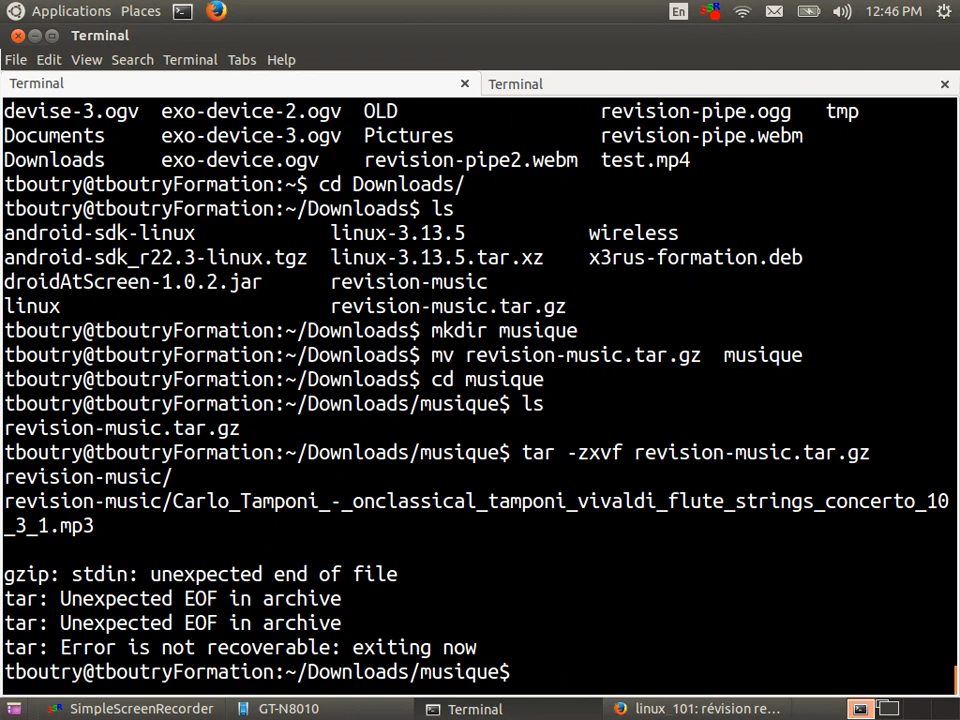 Applications Places En 12:46 PM
Terminal
File Edit View Search Terminal Tabs Help
Terminal Terminal
devise-3.ogv exo-device-2.ogv OLD revision-pipe.ogg tmp
Documents exo-device-3.ogv Pictures revision-pipe.webm
Downloads exo-device.ogv revision-pipe2.webm test.mp4
tboutry@tboutryFormation:~$ cd Downloads/
tboutry@tboutryFormation:~/Downloads$ ls
android-sdk-linux linux-3.13.5 wireless
android-sdk_r22.3-linux.tgz linux-3.13.5.tar.xz x3rus-formation.deb
droidAtScreen-1.0.2.jar revision-music
linux revision-music.tar.gz
tboutry@tboutryFormation:~/Downloads$ mkdir musique
tboutry@tboutryFormation:~/Downloads$ mv revision-music.tar.gz musique
tboutry@tboutryFormation:~/Downloads$ cd musique
tboutry@tboutryFormation:~/Downloads/musique$ ls
revision-music.tar.gz
tboutry@tboutryFormation:~/Downloads/musique$ tar -zxvf revision-music.tar.gz
revision-music/
revision-music/Carlo_Tamponi_-_onclassical_tamponi_vivaldi_flute_strings_concerto_10
_3_1.mp3
gzip: stdin: unexpected end of file
tar: Unexpected EOF in archive
tar: Unexpected EOF in archive
tar: Error is not recoverable: exiting now
tboutry@tboutryFormation:~/Downloads/musique$
SimpleScreenRecorder GT-N8010 Terminal linux_101: révision re...